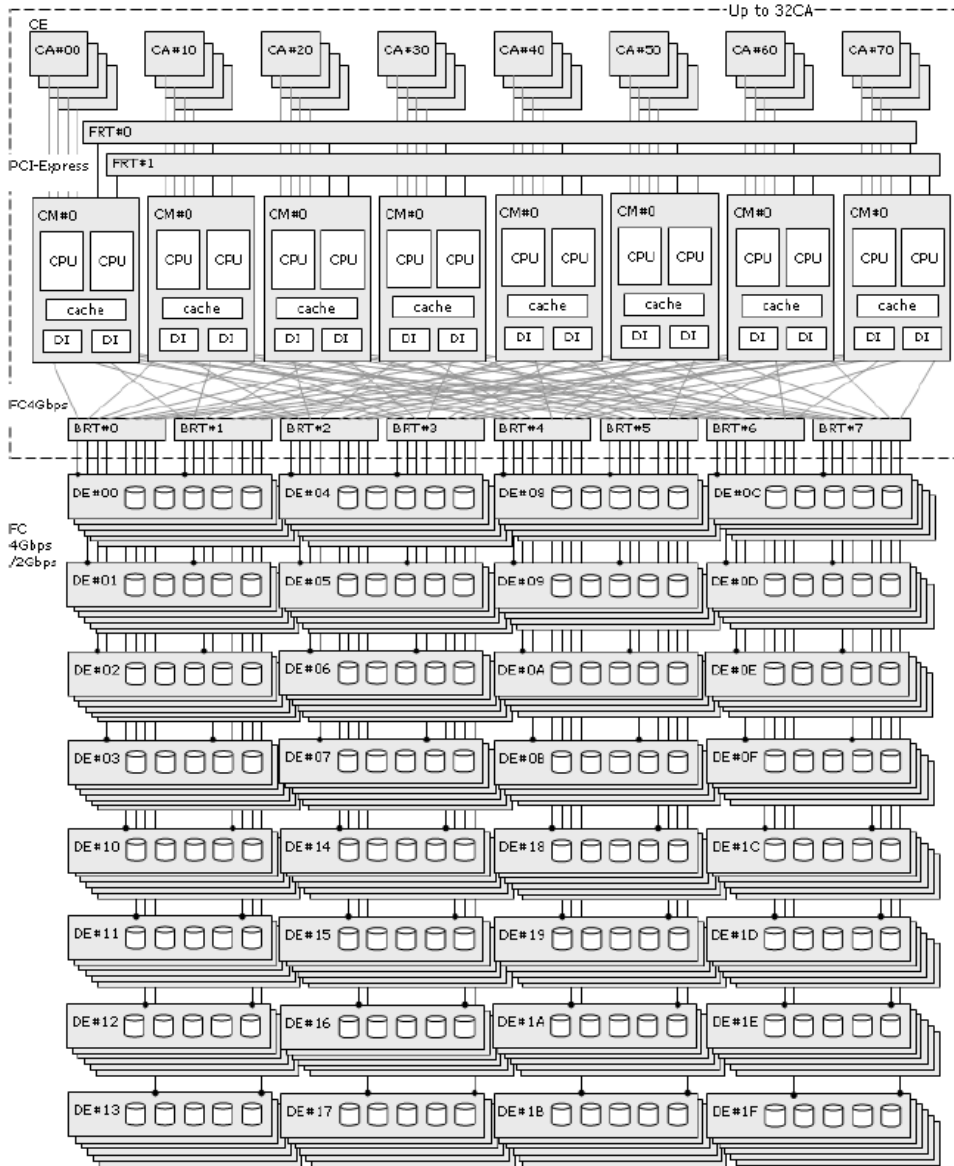 Up to 32CA
CE
CA#00 CA#10 CA#20 CA#30 CA#40 CA#50 CA#60 CA#70
FRT#0
PCI-Express
FRT#1
CM#0 CM#0 CM#0 CM#0 CM#0 CM#0 CM#0 CM#0
CPU CPU CPU CPU CPU CPU CPU CPU CPU CPU CPU CPU CPU CPU CPU CPU
cache cache cache cache cache cache cache cache
DI DI DI DI DI DI DI DI DI DI DI DI DI DI DI DI
FC4Gbps
BRT#0 BRT#1 BRT#2 BRT#3 BRT#4 BRT#5 BRT#6 BRT#7
DE#00 DE#04 DE#08 DE#0C
FC
4Gbps
/2Gbps
DE#01 DE#05 DE#09 DE#0D
DE#02 DE#06 DE#0A DE#0E
DE#03 DE#07 DE#0B DE#0F
DE#10 DE#14 DE#18 DE#1C
DE#11 DE#15 DE#19 DE#1D
DE#12 DE#16 DE#1A DE#1E
DE#13 DE#17 DE#1B DE#1F